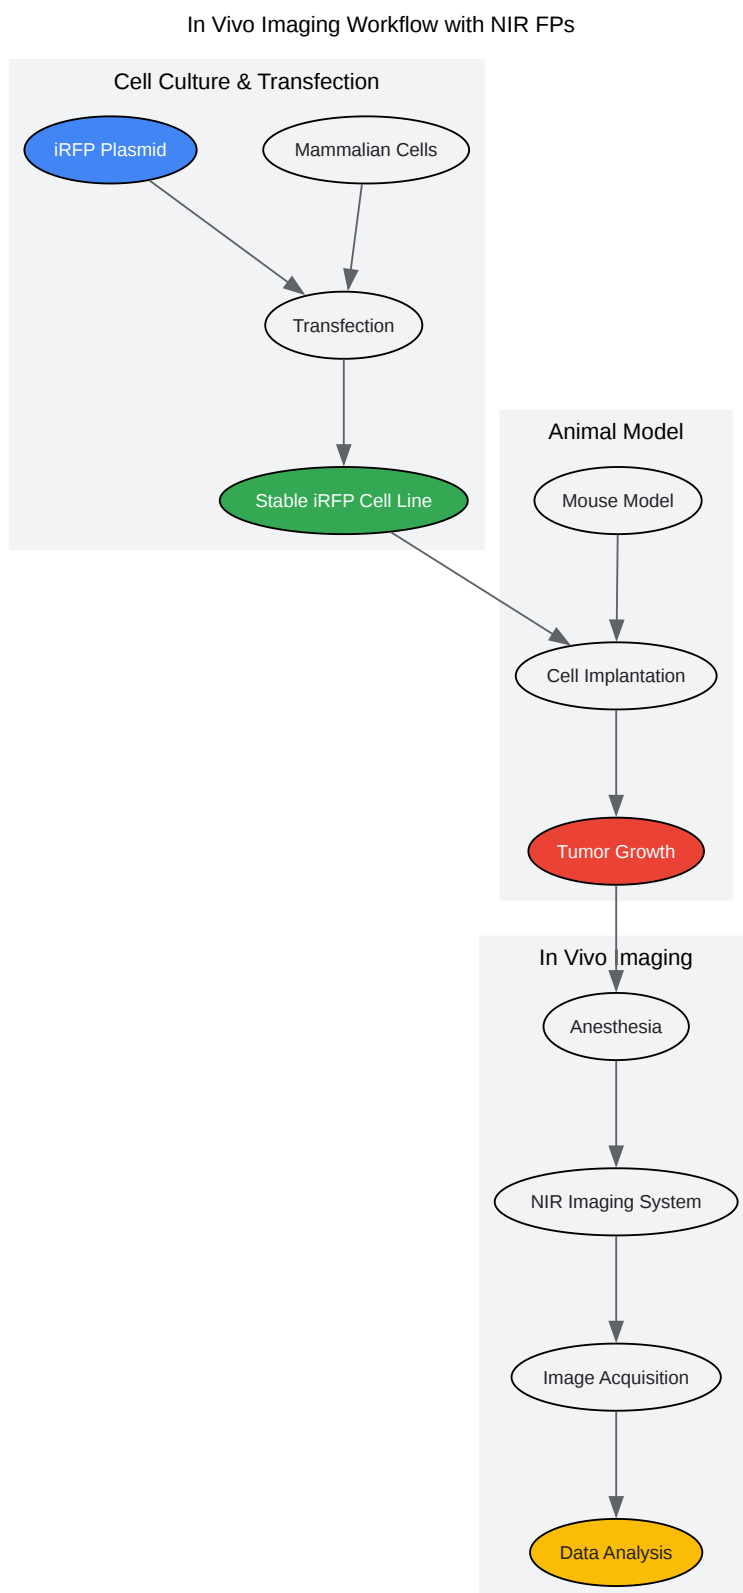 In Vivo Imaging Workflow with NIR FPs
Cell Culture & Transfection
iRFP Plasmid
Mammalian Cells
Transfection
Stable iRFP Cell Line
Animal Model
Mouse Model
Cell Implantation
Tumor Growth
In Vivo Imaging
Anesthesia
NIR Imaging System
Image Acquisition
Data Analysis